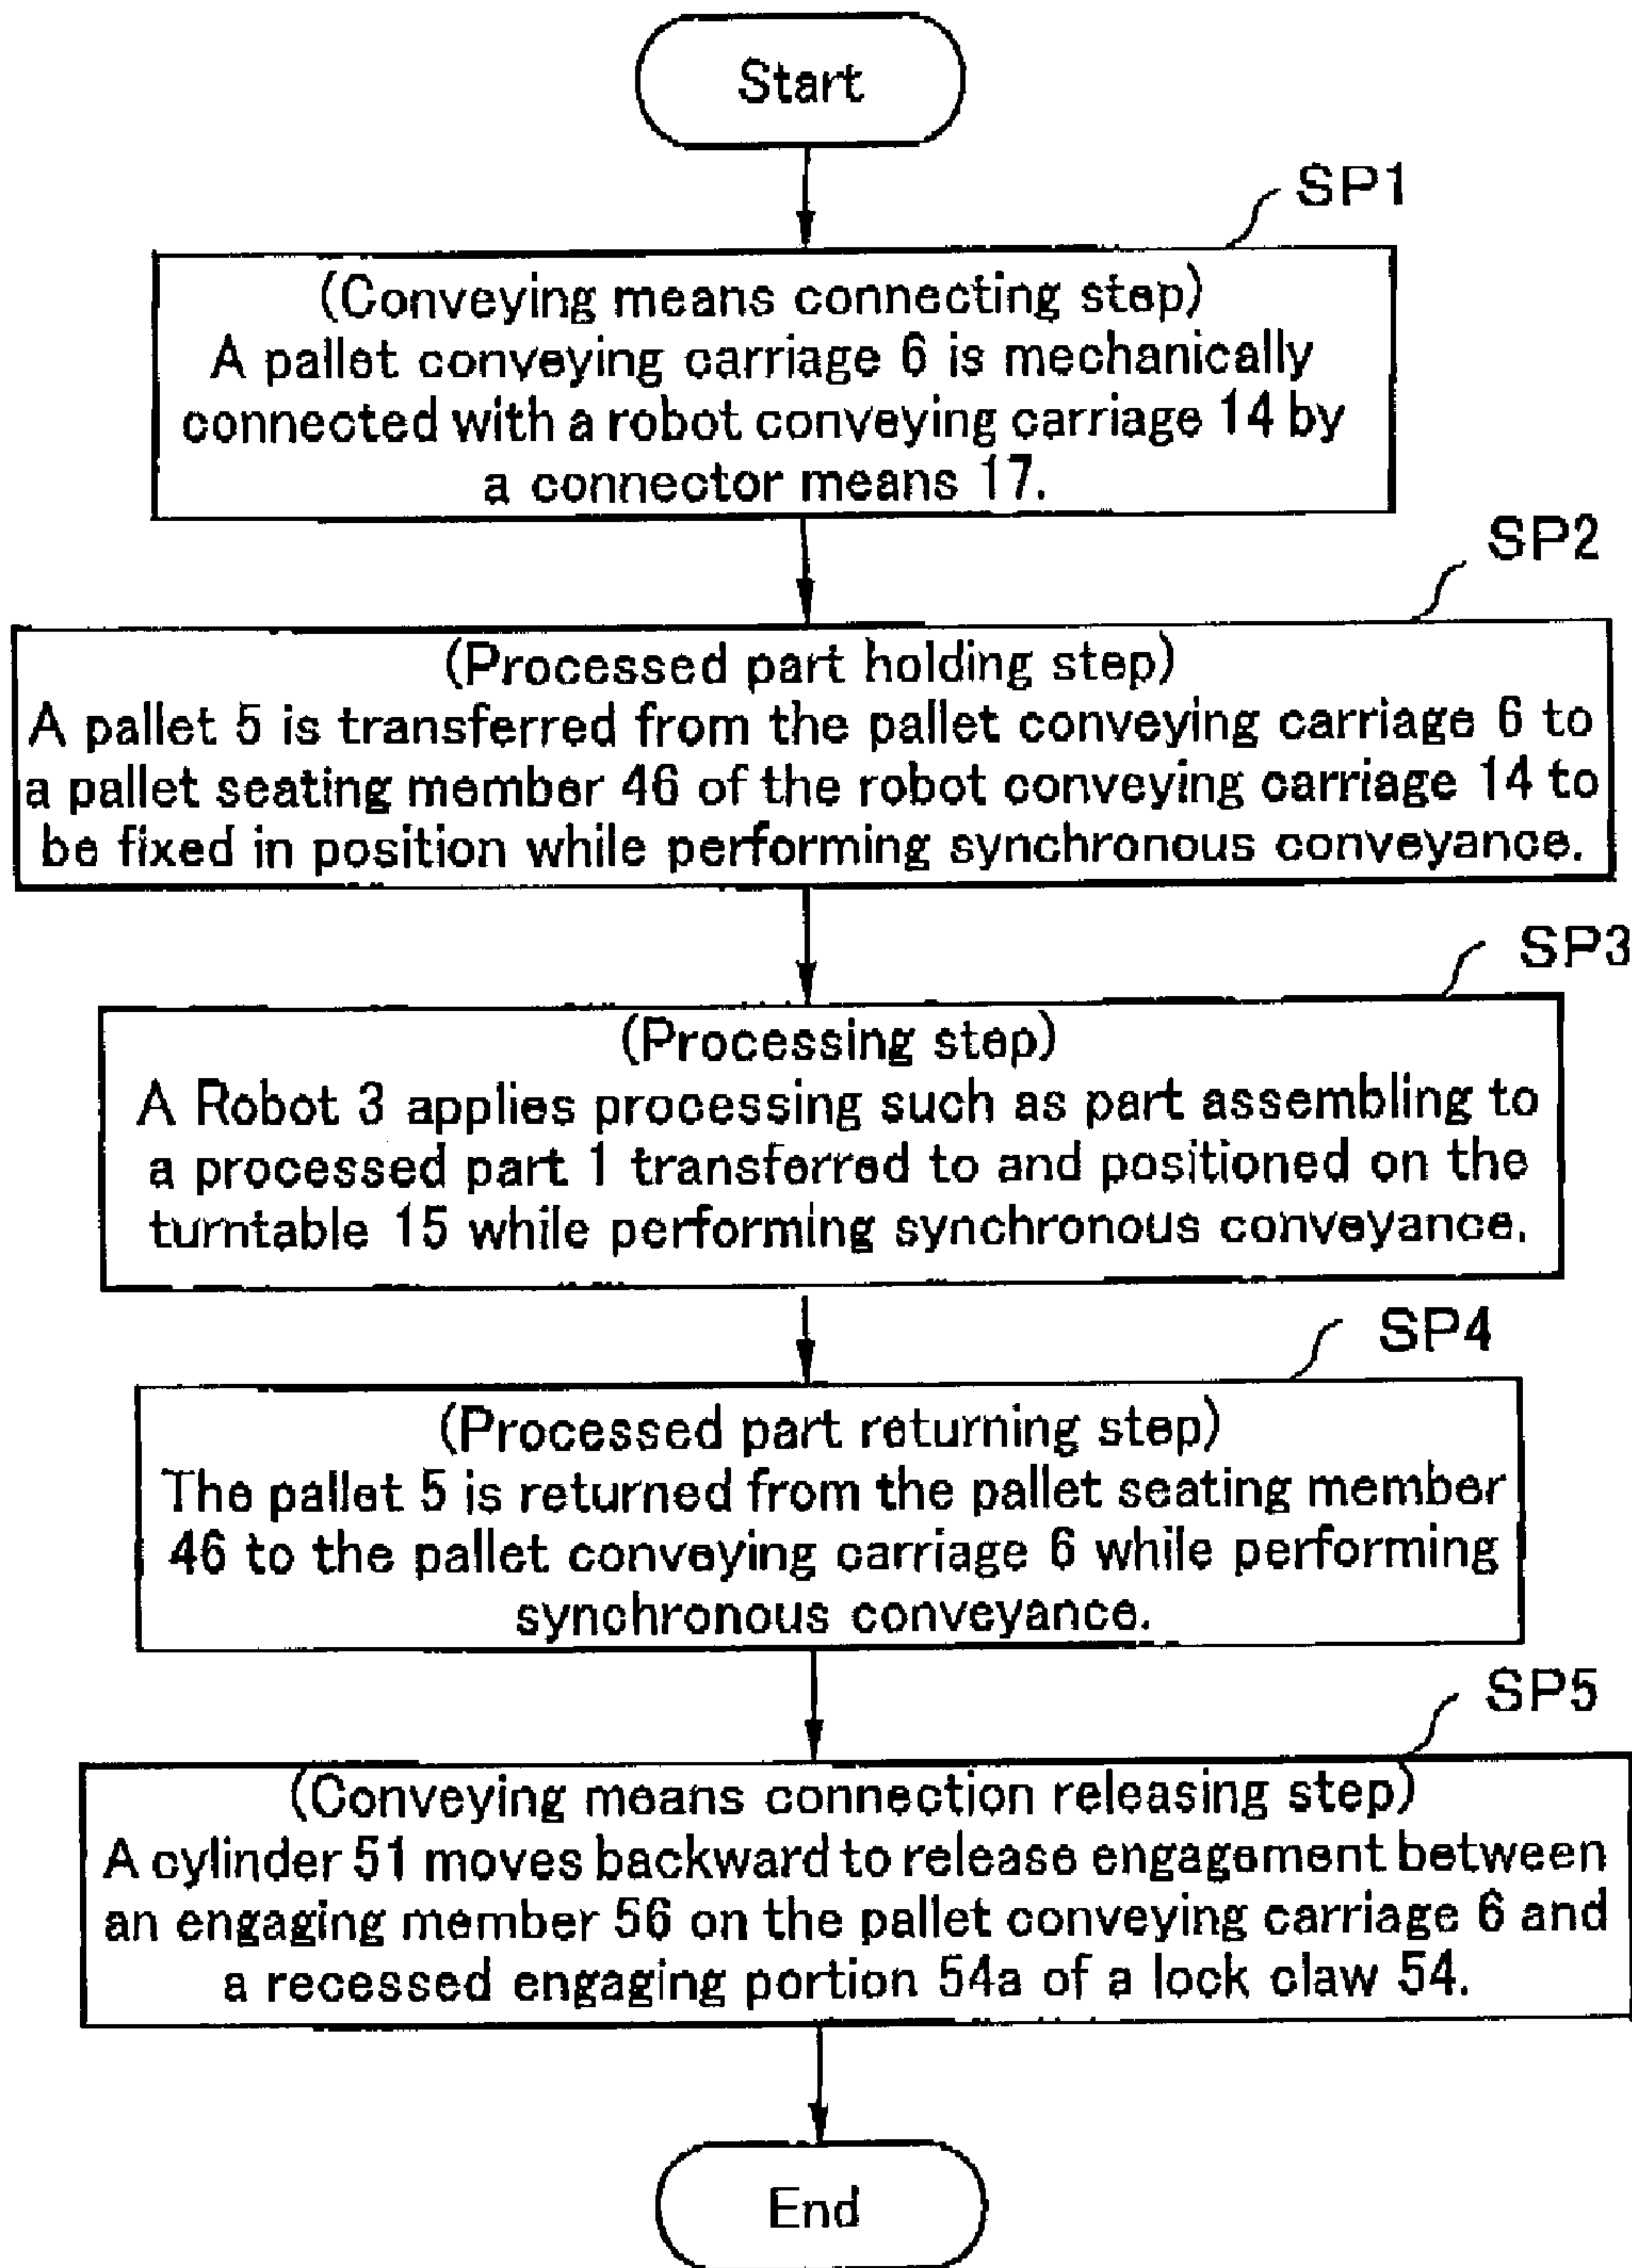 Start
SP1
(Conveying means connecting step)
A pallet conveying carriage 6 is mechanically
connected with a robot conveying carriage 14 by
a connector means 17.
SP2
(Processed part holding step)
A pallet 5 is transferred from the pallet conveying carriage 6 to
a pallet seating member 46 of the robot conveying carriage 14 to
be fixed in position while performing synchronous conveyance.
SP3
(Processing step)
A Robot 3 applies processing such as part assembling to
a processed part 1 transferred to and positioned on the
turntable 15 while performing synchronous conveyance.
SP4
(Processed part returning step)
The pallet 5 is returned from the pallet seating member
46 to the pallet conveying carriage 6 while performing
synchronous conveyance.
SP5
(Conveying means connection releasing step)
A cylinder 51 moves backward to release engagement between
an engaging member 56 on the pallet conveying carriage 6 and
a recessed engaging portion 54a of a lock claw 54.
End